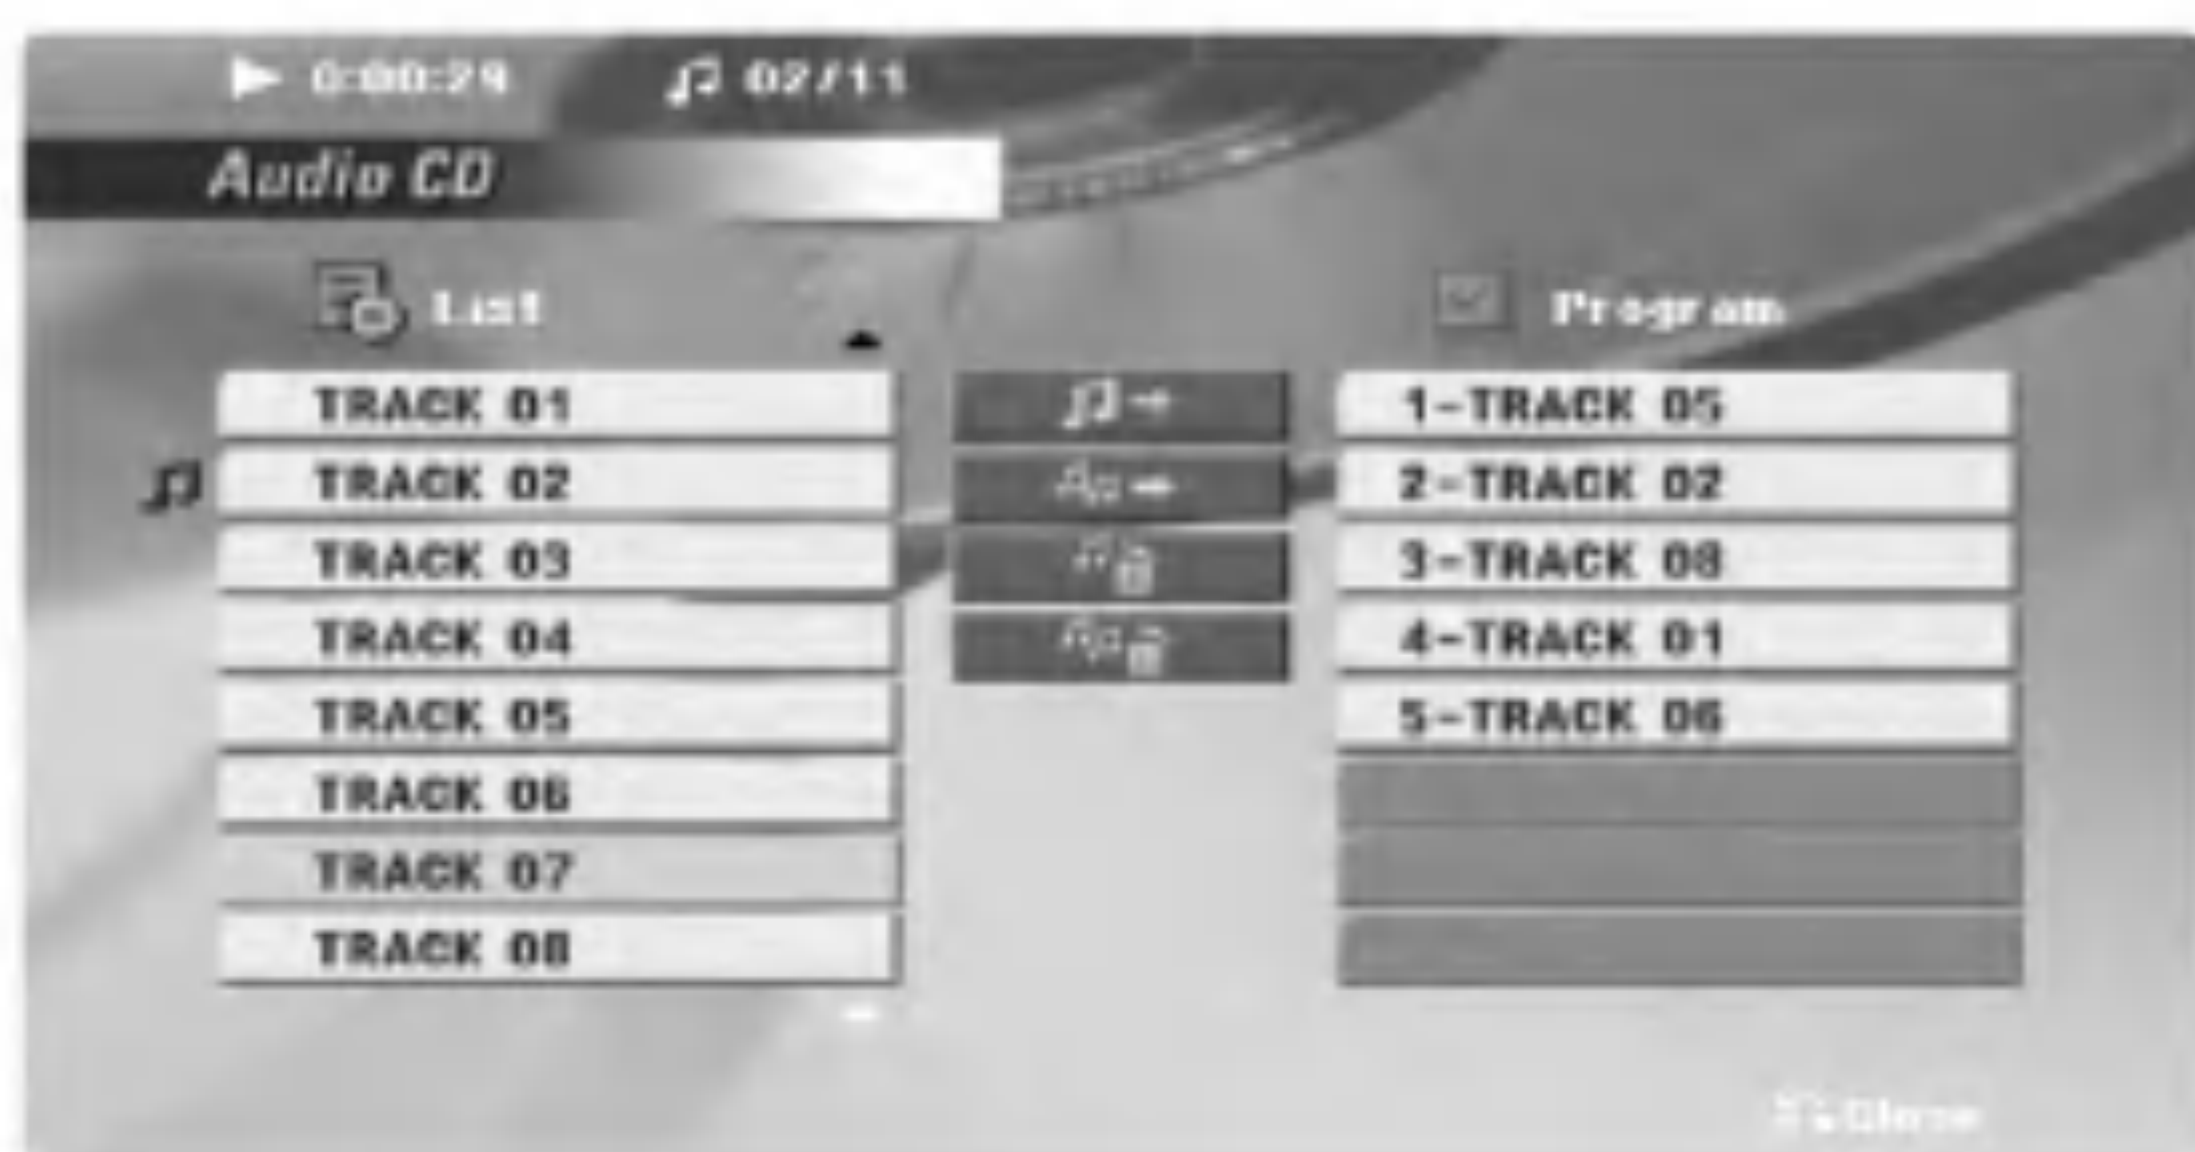 0:00:29 02/11
Audio CD
List
Program
TRACK 01
TRACK 02
TRACK 03
TRACK 04
TRACK 05
TRACK 06
TRACK 07
TRACK 08
1-TRACK 05
2-TRACK 02
3-TRACK 08
4-TRACK 01
5-TRACK 06
Close